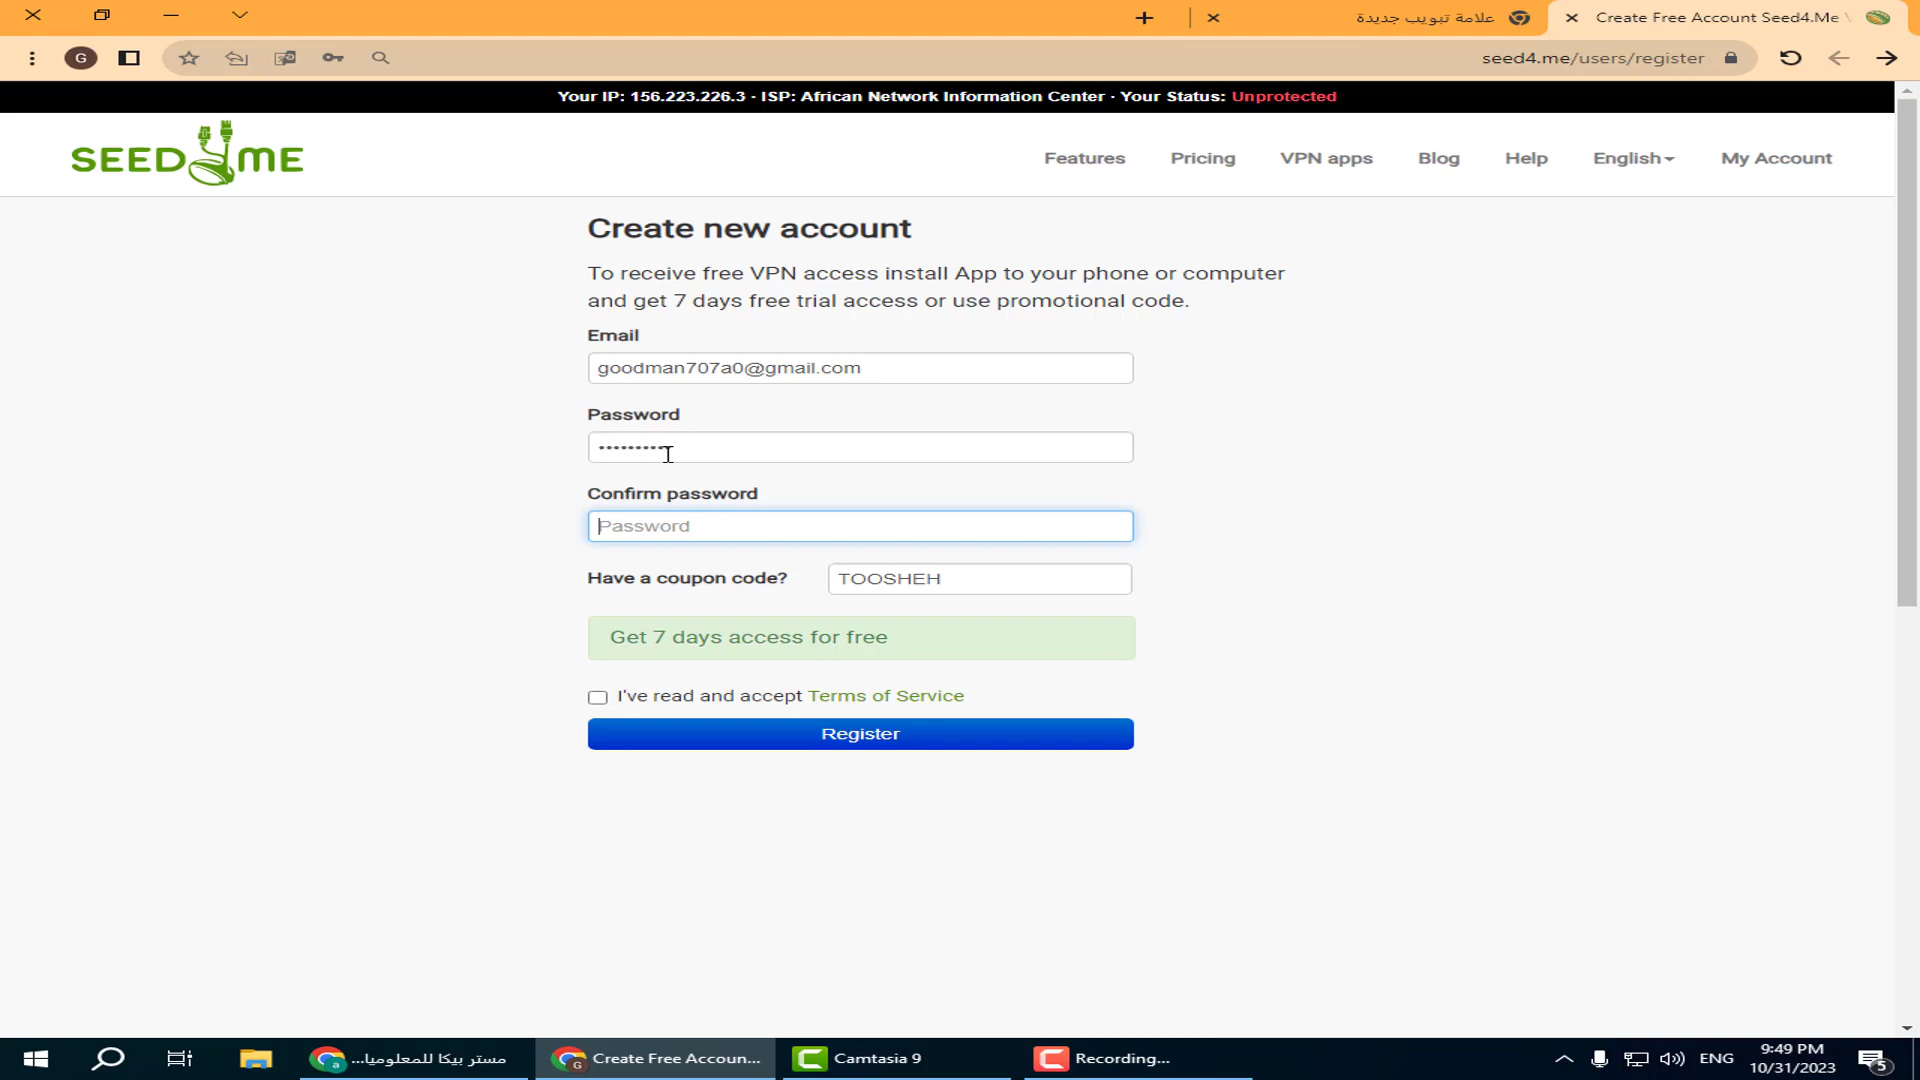 علامة تبويب جديدة
Create Free Account Seed4.Me
G
seed4.me/users/register
Your IP: 156.223.226.3 · ISP: African Network Information Center · Your Status: Unprotected
SEED4ME
Features Pricing VPN apps Blog Help English My Account
Create new account
To receive free VPN access install App to your phone or computer
and get 7 days free trial access or use promotional code.
Email
goodman707a0@gmail.com
Password
Confirm password
Password
Have a coupon code? TOOSHEH
Get 7 days access for free
I've read and accept Terms of Service
Register
مستر بيكا للمعلوميا... Create Free Accoun... Camtasia 9 Recording... ENG 9:49 PM
10/31/2023 5